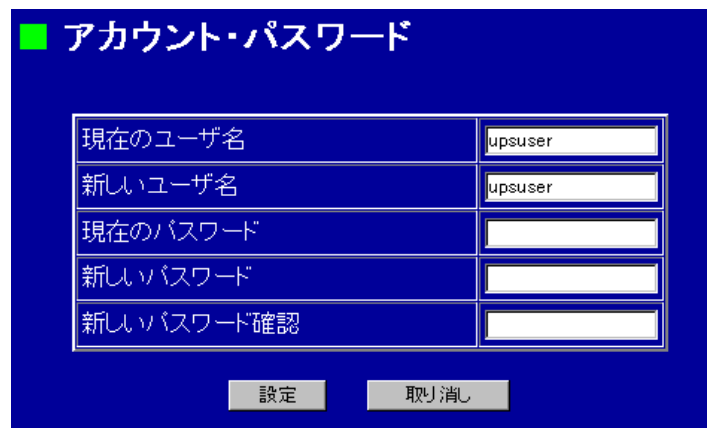 アカウント・パスワード
現在のユーザ名 upsuser
新しいユーザ名 upsuser
現在のパスワード
新しいパスワード
新しいパスワード確認
設定 取り消し